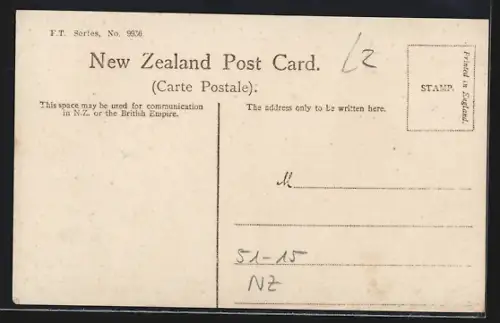 F.T. Series, No. 9936
New Zealand Post Card.
(Carte Postale).
This space may be used for communication
in N.Z. or the British Empire.
The address only to be written here.
STAMP.
Printed in England.
M
51-15
NZ